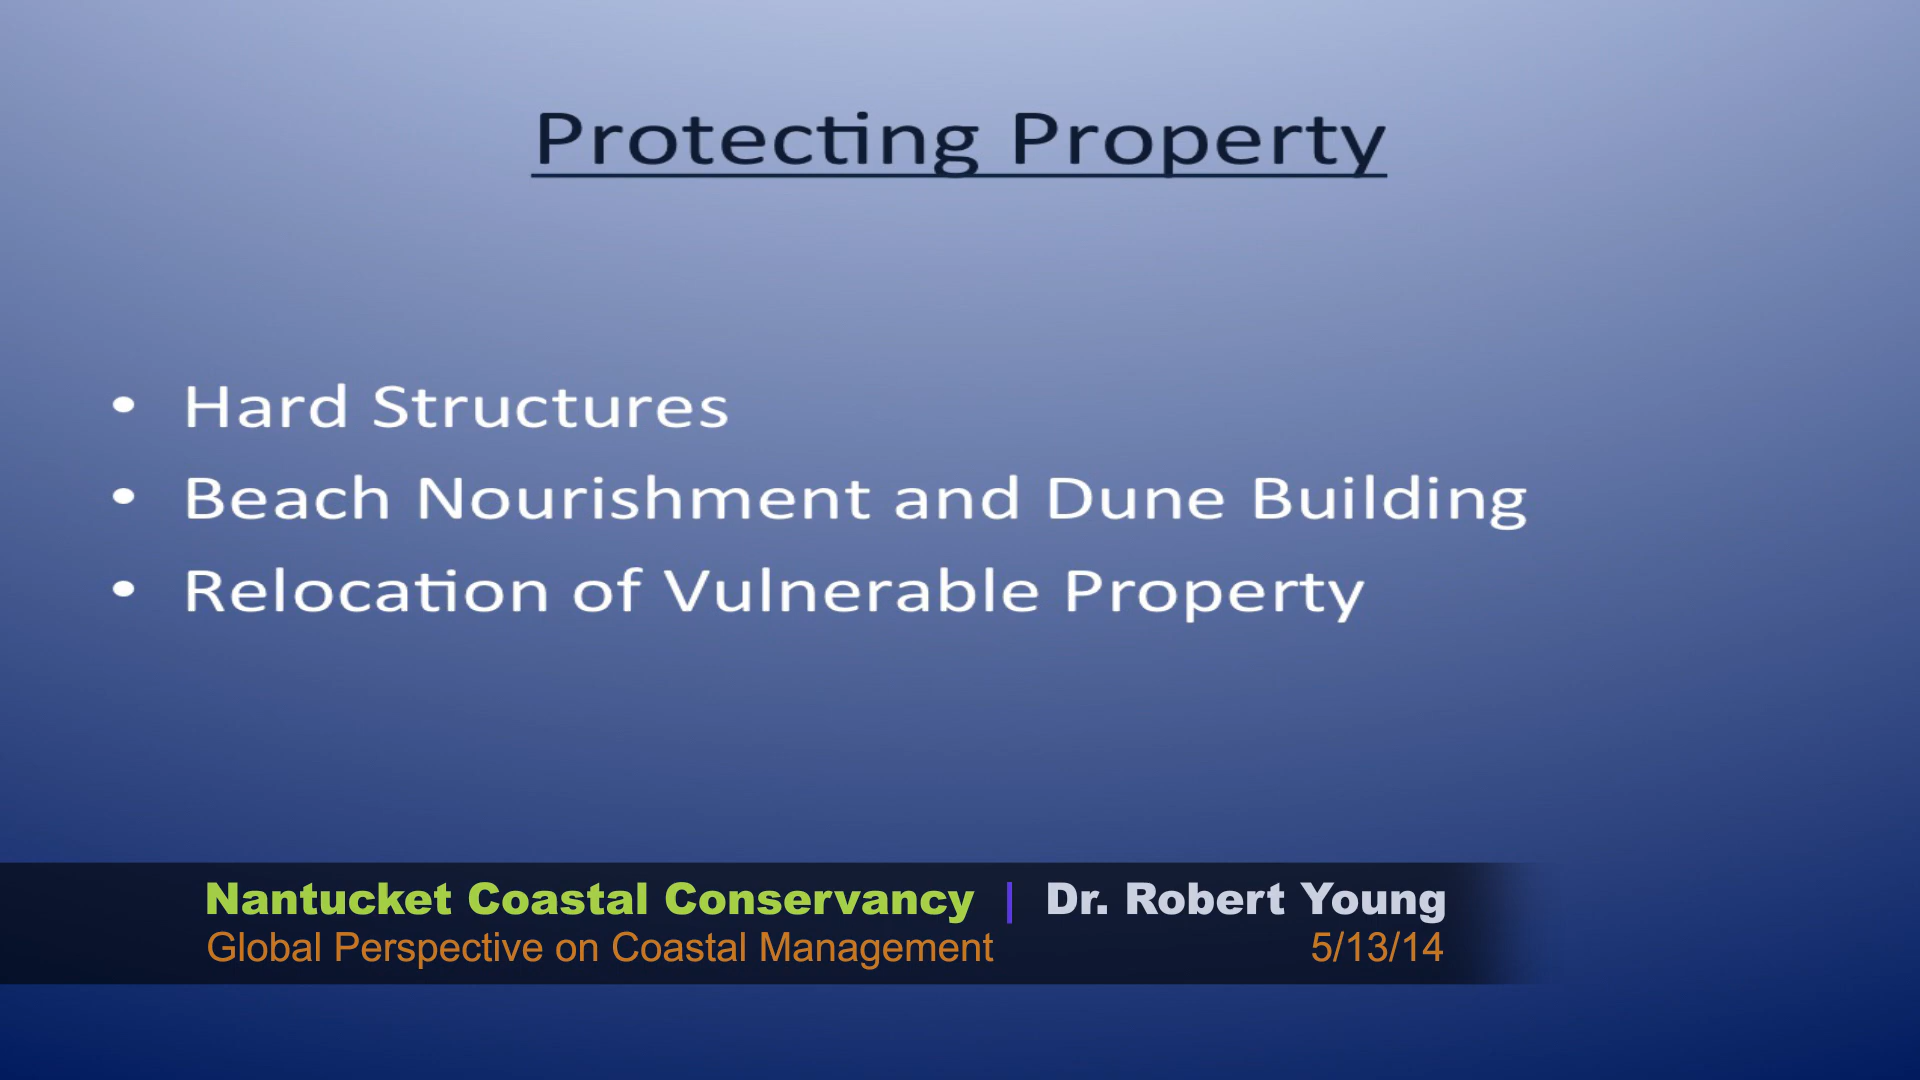 Protecting Property
• Hard Structures
• Beach Nourishment and Dune Building
• Relocation of Vulnerable Property
Nantucket Coastal Conservancy | Dr. Robert Young
Global Perspective on Coastal Management 5/13/14